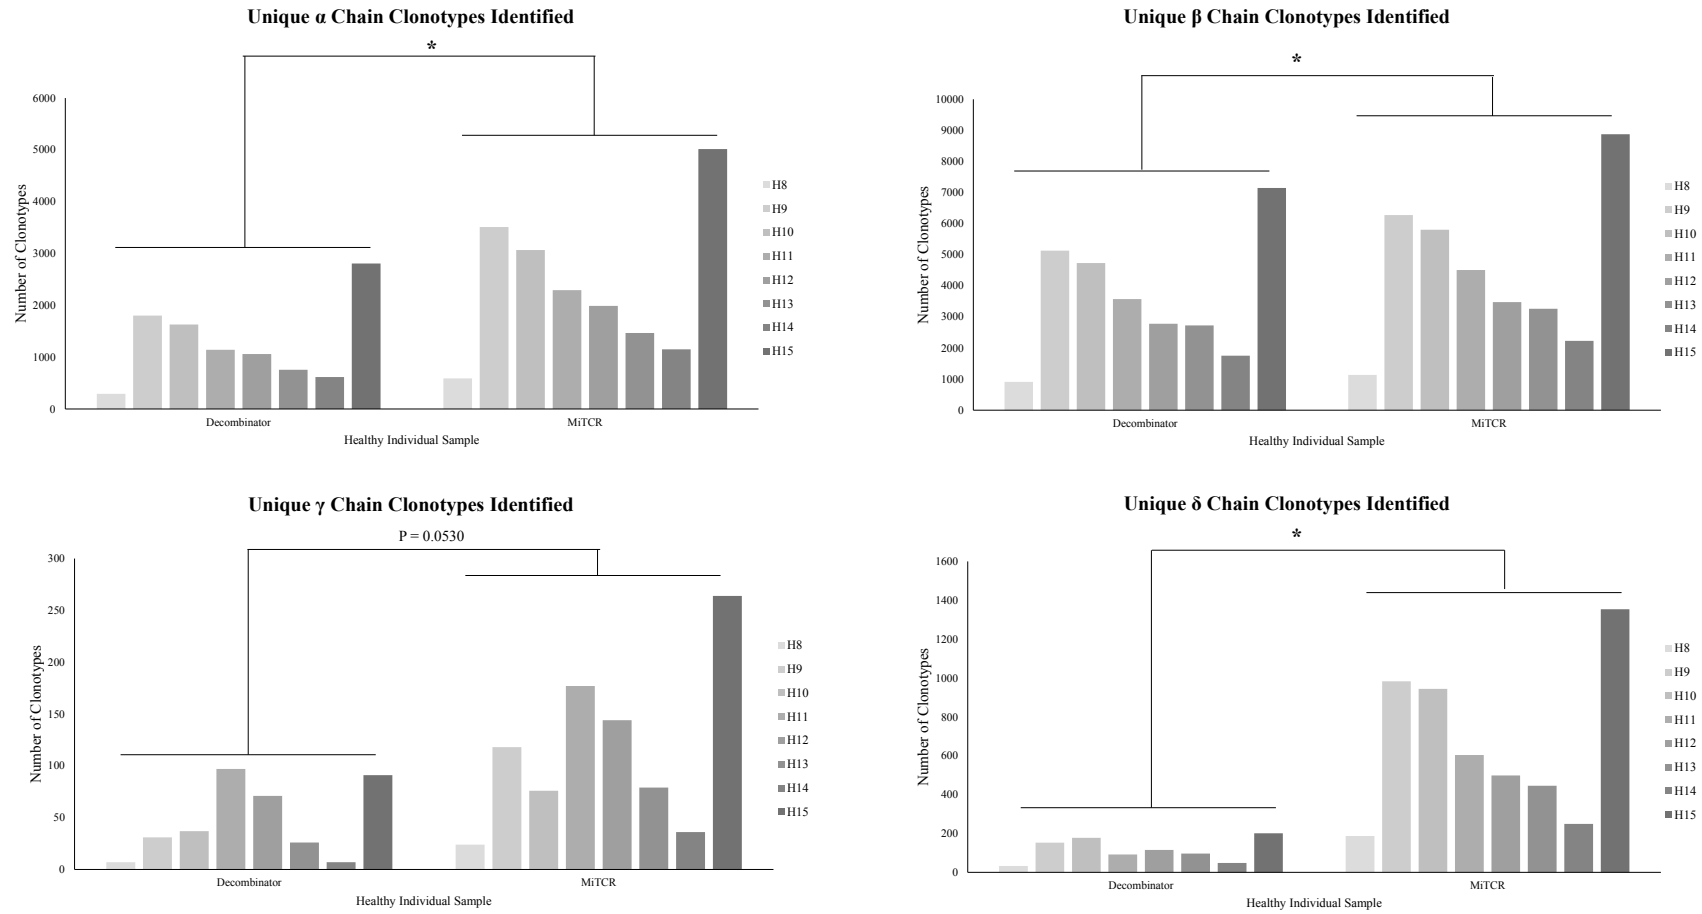 Unique α Chain Clonotypes Identified
*
6000
5000
4000
3000
2000
1000
0
Number of Clonotypes
Decombinator
MiTCR
Healthy Individual Sample
H8
H9
H10
H11
H12
H13
H14
H15
Unique β Chain Clonotypes Identified
*
10000
9000
8000
7000
6000
5000
4000
3000
2000
1000
0
Number of Clonotypes
Decombinator
MiTCR
Healthy Individual Sample
H8
H9
H10
H11
H12
H13
H14
H15
Unique γ Chain Clonotypes Identified
P = 0.0530
300
250
200
150
100
50
0
Number of Clonotypes
Decombinator
MiTCR
Healthy Individual Sample
H8
H9
H10
H11
H12
H13
H14
H15
Unique δ Chain Clonotypes Identified
*
1600
1400
1200
1000
800
600
400
200
0
Number of Clonotypes
Decombinator
MiTCR
Healthy Individual Sample
H8
H9
H10
H11
H12
H13
H14
H15